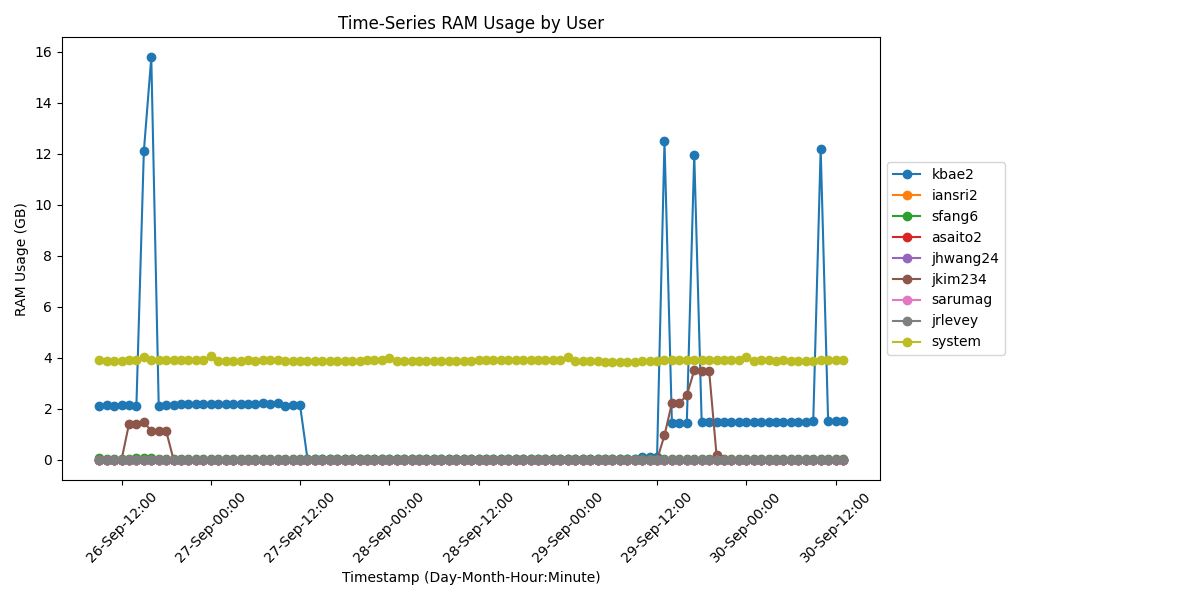 Time-Series RAM Usage by User
RAM Usage (GB)
16
14
12
10
8
6
4
2
0
26-Sep-12:00
27-Sep-00:00
27-Sep-12:00
28-Sep-00:00
28-Sep-12:00
29-Sep-00:00
29-Sep-12:00
30-Sep-00:00
30-Sep-12:00
Timestamp (Day-Month-Hour:Minute)
kbae2
iansri2
sfang6
asaito2
jhwang24
jkim234
sarumag
jrlevey
system